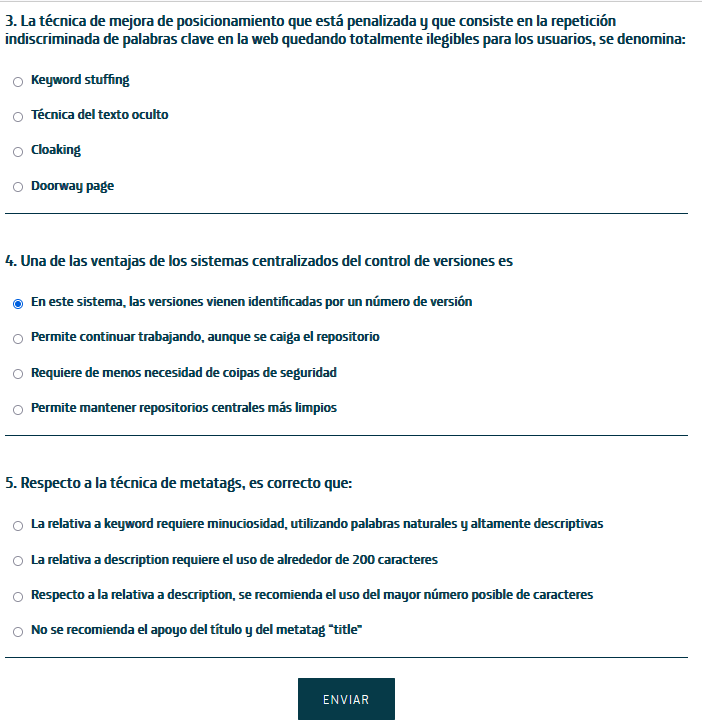 3. La técnica de mejora de posicionamiento que está penalizada y que consiste en la repetición
indiscriminada de palabras clave en la web quedando totalmente ilegibles para los usuarios, se denomina:
Keyword stuffing
Técnica del texto oculto
Cloaking
Doorway page
4. Una de las ventajas de los sistemas centralizados del control de versiones es
En este sistema, las versiones vienen identificadas por un número de versión
Permite continuar trabajando, aunque se caiga el repositorio
Requiere de menos necesidad de coipas de seguridad
Permite mantener repositorios centrales más limpios
5. Respecto a la técnica de metatags, es correcto que:
La relativa a keyword requiere minuciosidad, utilizando palabras naturales y altamente descriptivas
La relativa a description requiere el uso de alrededor de 200 caracteres
Respecto a la relativa a description, se recomienda el uso del mayor número posible de caracteres
No se recomienda el apoyo del título y del metatag “title”
ENVIAR